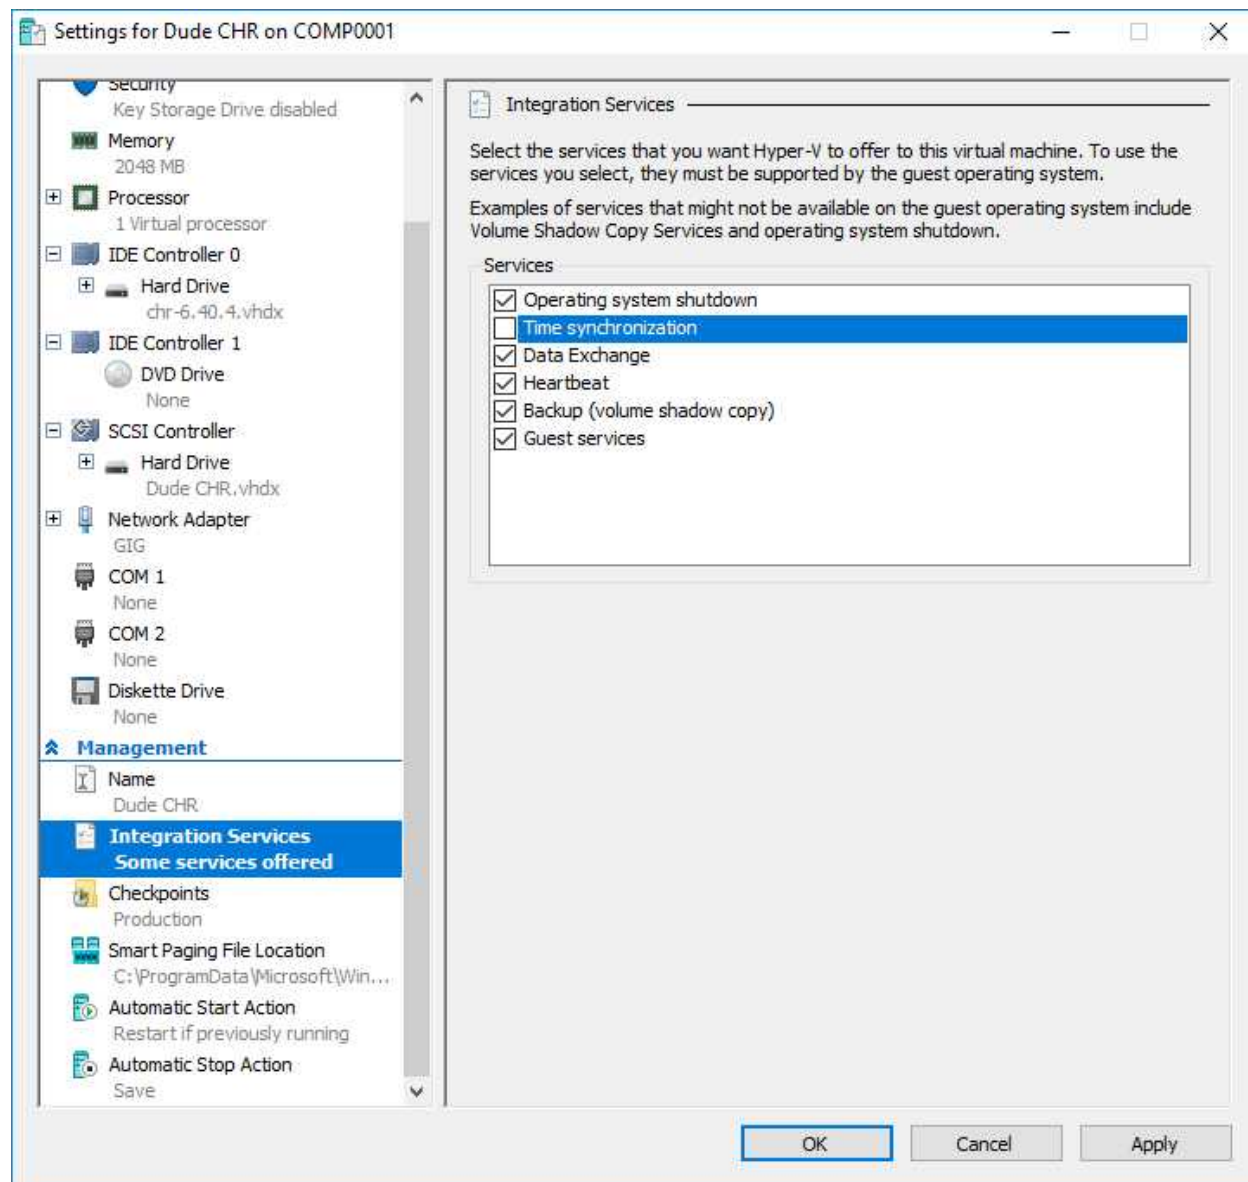 Settings for Dude CHR on COMP0001
Security
Key Storage Drive disabled
Memory
2048 MB
Processor
1 Virtual processor
IDE Controller 0
Hard Drive
chr-6.40.4.vhdx
IDE Controller 1
DVD Drive
None
SCSI Controller
Hard Drive
Dude CHR.vhdx
Network Adapter
GIG
COM 1
None
COM 2
None
Diskette Drive
None
Management
Name
Dude CHR
Integration Services
Some services offered
Checkpoints
Production
Smart Paging File Location
C:\ProgramData\Microsoft\Win...
Automatic Start Action
Restart if previously running
Automatic Stop Action
Save
Integration Services
Select the services that you want Hyper-V to offer to this virtual machine. To use the
services you select, they must be supported by the guest operating system.
Examples of services that might not be available on the guest operating system include
Volume Shadow Copy Services and operating system shutdown.
Services
Operating system shutdown
Time synchronization
Data Exchange
Heartbeat
Backup (volume shadow copy)
Guest services
OK
Cancel
Apply